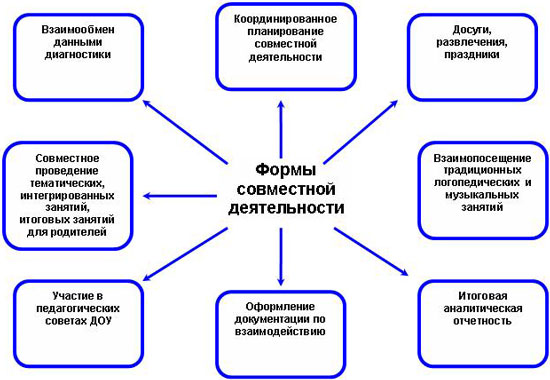 Взаимообмен
данными
диагностики
Координированное
планирование
совместной
деятельности
Досуги,
развлечения,
праздники
Совместное
проведение
тематических,
интегрированных
занятий,
итоговых занятий
для родителей
Формы
совместной
деятельности
Взаимопосещение
традиционных
логопедических и
музыкальных
занятий
Участие в
педагогических
советах ДОУ
Оформление
документации по
взаимодействию
Итоговая
аналитическая
отчетность